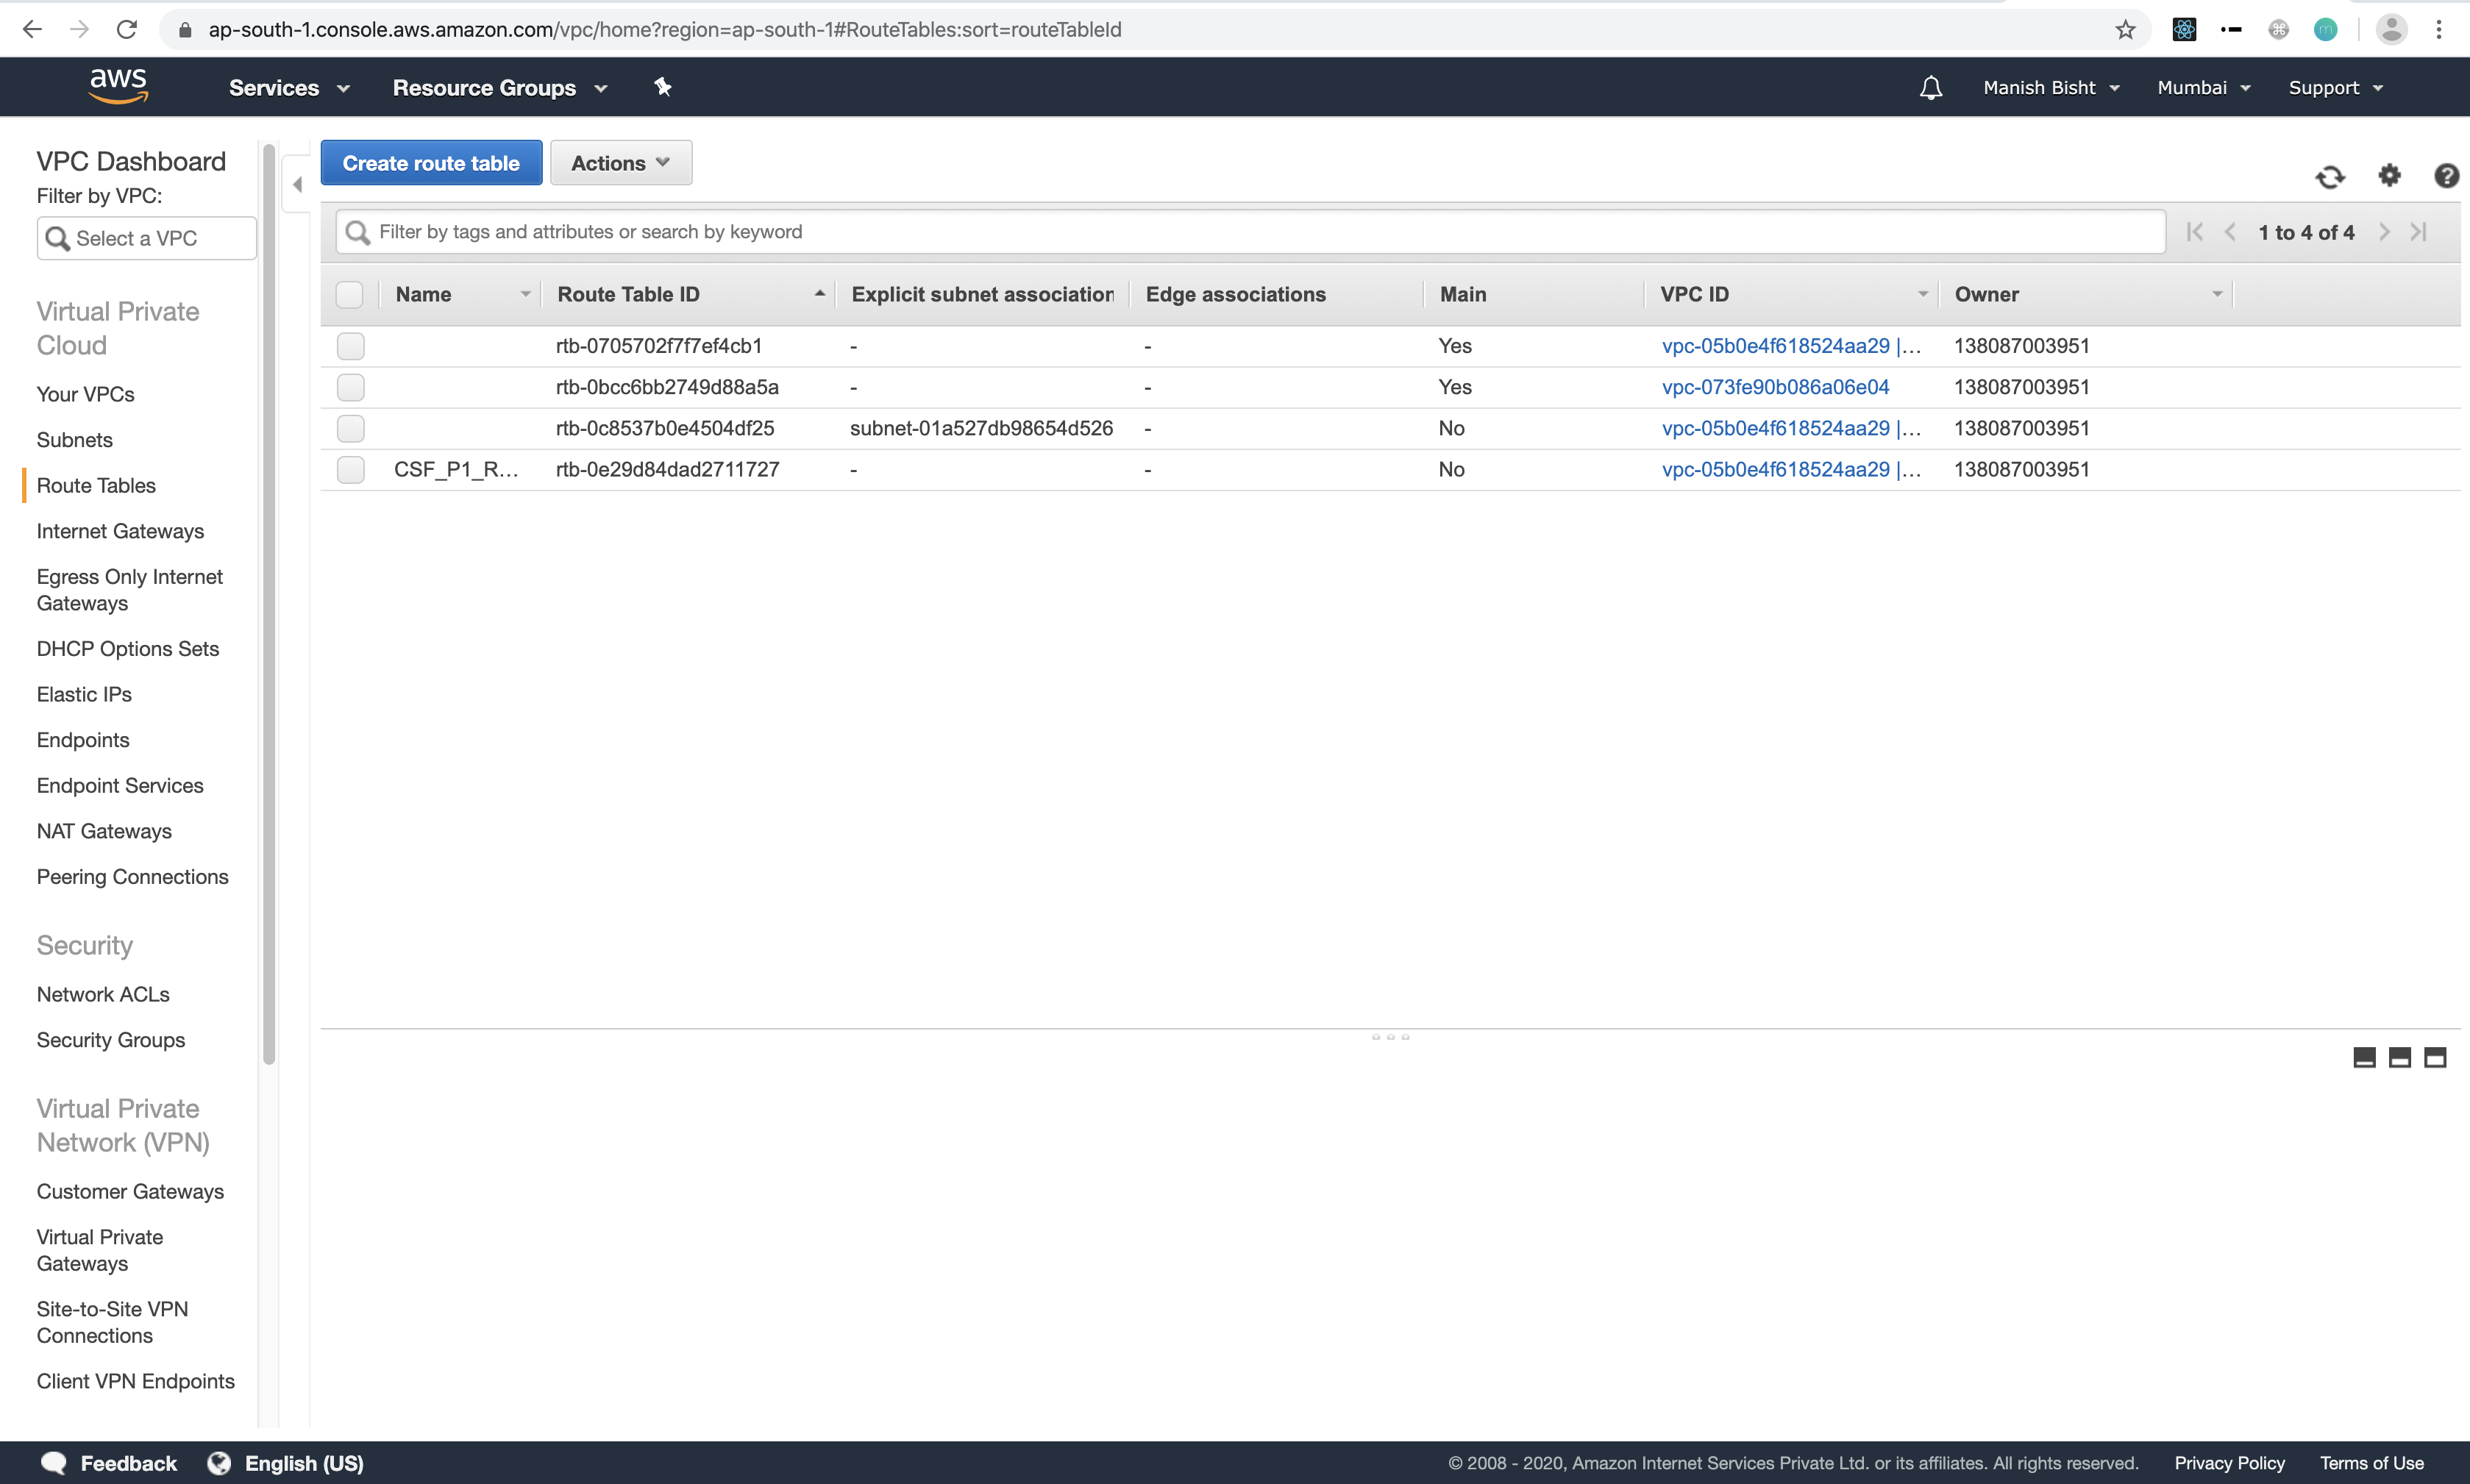 ap-south-1.console.aws.amazon.com/vpc/home?region=ap-south-1#RouteTables:sort=routeTableId
m
aws Services Resource Groups Manish Bisht Mumbai Support
VPC Dashboard
Filter by VPC:
Select a VPC
Virtual Private
Cloud
Your VPCs
Subnets
Route Tables
Internet Gateways
Egress Only Internet
Gateways
DHCP Options Sets
Elastic IPs
Endpoints
Endpoint Services
NAT Gateways
Peering Connections
Security
Network ACLs
Security Groups
Virtual Private
Network (VPN)
Customer Gateways
Virtual Private
Gateways
Site-to-Site VPN
Connections
Client VPN Endpoints
Create route table Actions
?
Filter by tags and attributes or search by keyword 1 to 4 of 4
Name Route Table ID Explicit subnet association Edge associations Main VPC ID Owner
rtb-0705702f7f7ef4cb1 - - Yes vpc-05b0e4f618524aa29 |... 138087003951
rtb-0bcc6bb2749d88a5a - - Yes vpc-073fe90b086a06e04 138087003951
rtb-0c8537b0e4504df25 subnet-01a527db98654d526 - No vpc-05b0e4f618524aa29 |... 138087003951
CSF_P1_R... rtb-0e29d84dad2711727 - - No vpc-05b0e4f618524aa29 |... 138087003951
Feedback English (US) © 2008 - 2020, Amazon Internet Services Private Ltd. or its affiliates. All rights reserved. Privacy Policy Terms of Use